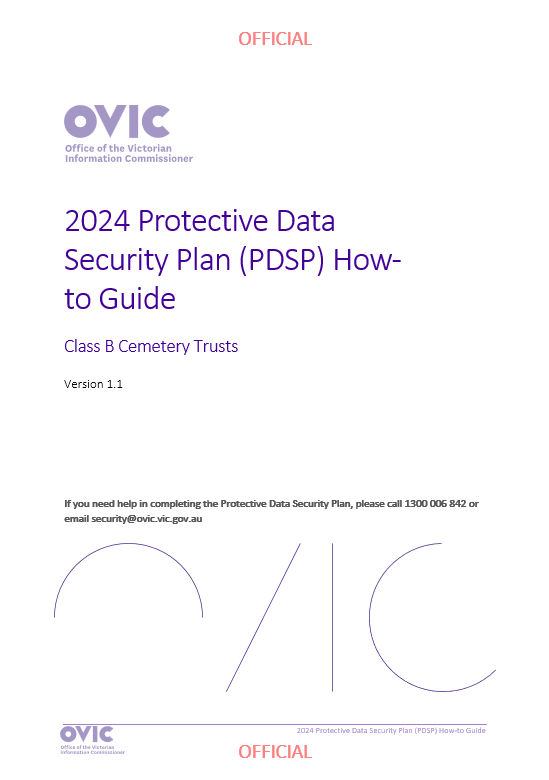 OFFICIAL
OVIC
Office of the Victorian
Information Commissioner
2024 Protective Data
Security Plan (PDSP) How-
to Guide
Class B Cemetery Trusts
Version 1.1
If you need help in completing the Protective Data Security Plan, please call 1300 006 842 or
email security@ovic.vic.gov.au
OVIC
Office of the Victorian
Information Commissioner
2024 Protective Data Security Plan (PDSP) How-to Guide
OFFICIAL